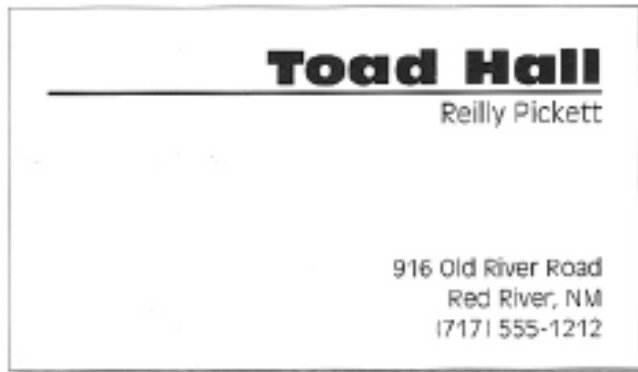 Toad Hall
Reilly Pickett
916 Old River Road
Red River, NM
(717) 555-1212